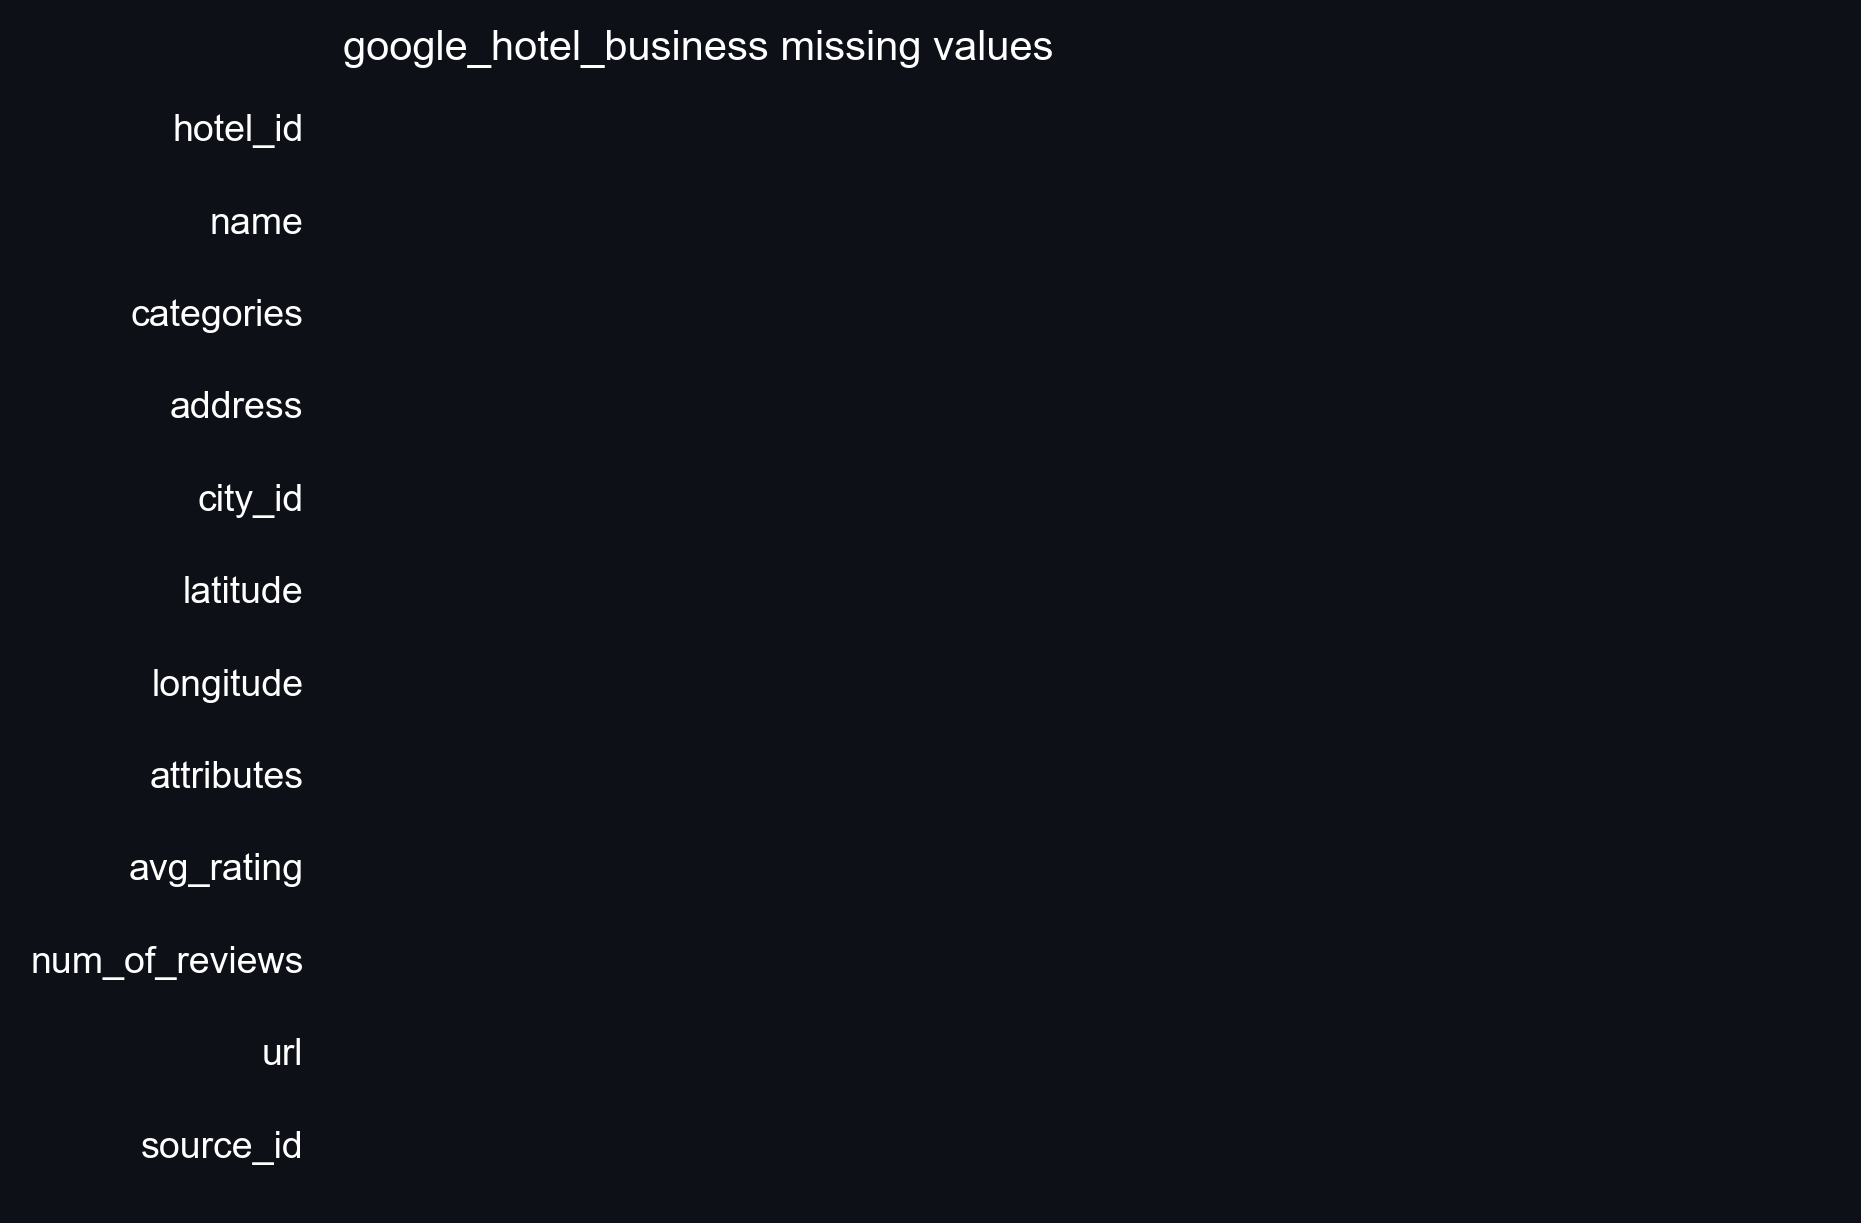 google_hotel_business missing values
hotel_id
name
categories
address
city_id
latitude
longitude
attributes
avg_rating
num_of_reviews
url
source_id